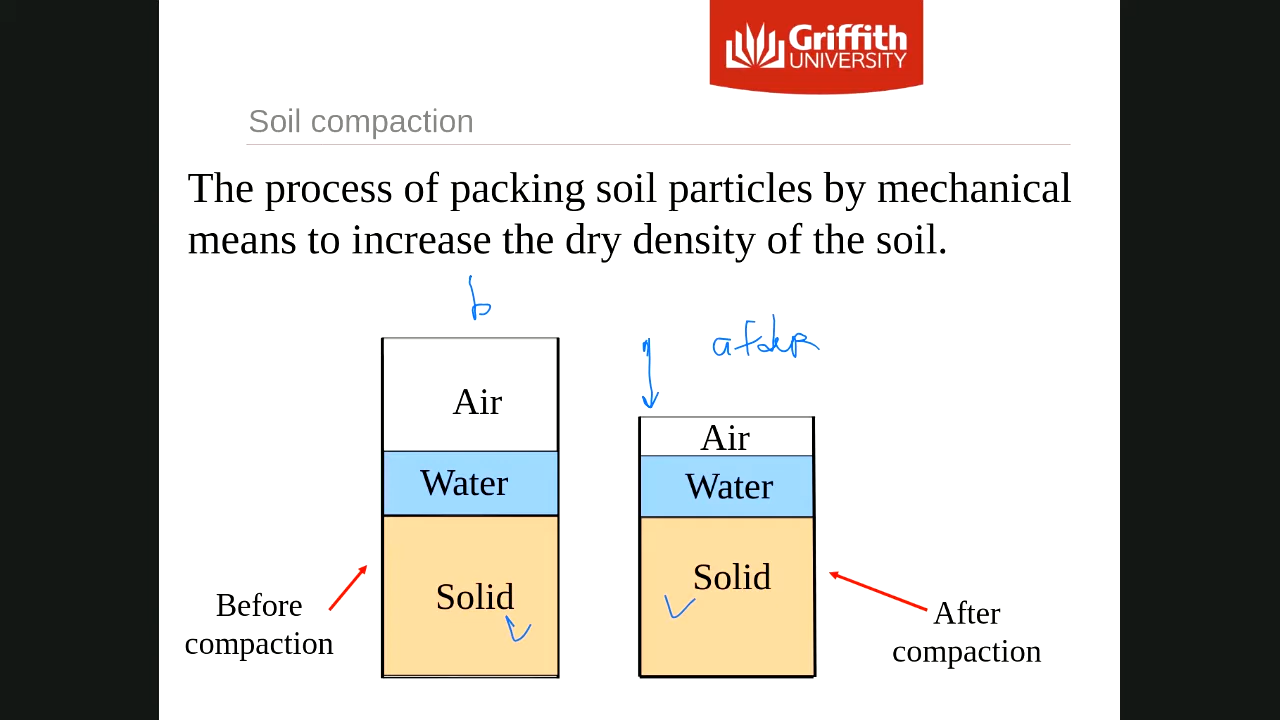 Griffith
UNIVERSITY
Soil compaction
The process of packing soil particles by mechanical
means to increase the dry density of the soil.
b
Air
Air
Water
Water
Solid
Solid
Before
compaction
After
compaction